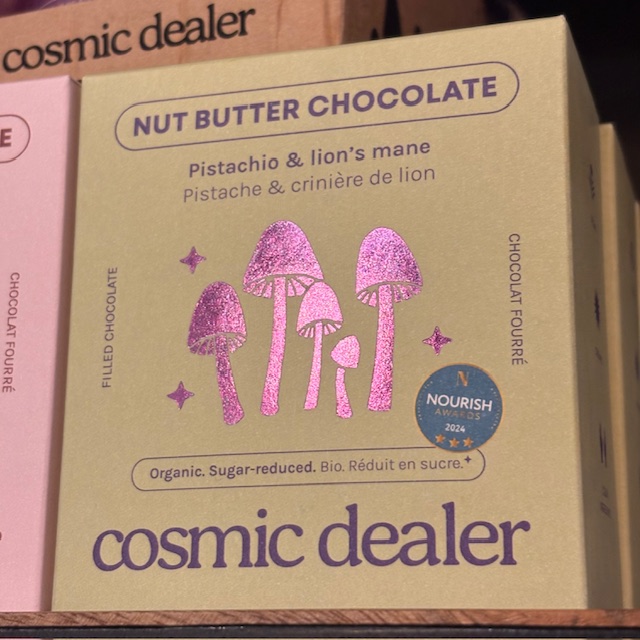 cosmic dealer
E
CHOCOLAT FOURRÉ
NUT BUTTER CHOCOLATE
Pistachio & lion's mane
Pistache & crinière de lion
FILLED CHOCOLATE
CHOCOLAT FOURRÉ
N
NOURISH
AWARDS
2024
Organic. Sugar-reduced. Bio. Réduit en sucre.+
cosmic dealer